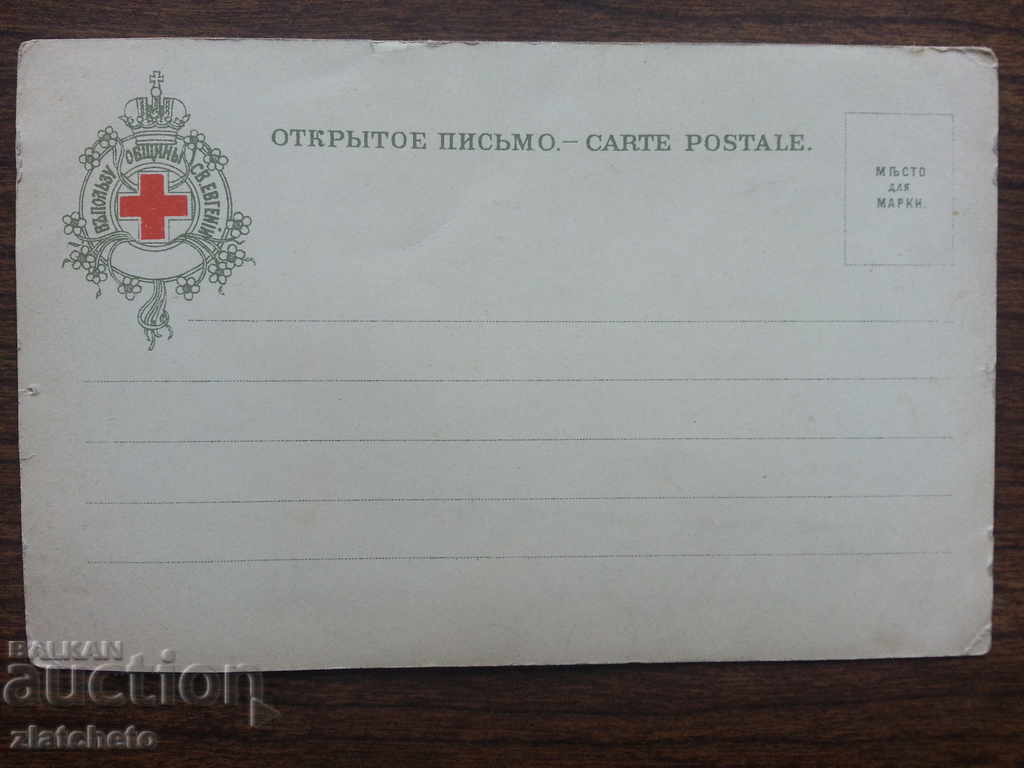 ВЪ ПОЛЬЗУ ОБЩИНЫ СВ. ЕВГЕНІИ
ОТКРЫТОЕ ПИСЬМО.— CARTE POSTALE.
МѢСТО
ДЛЯ
МАРКИ.
BALKAN
auction
zlatcheto